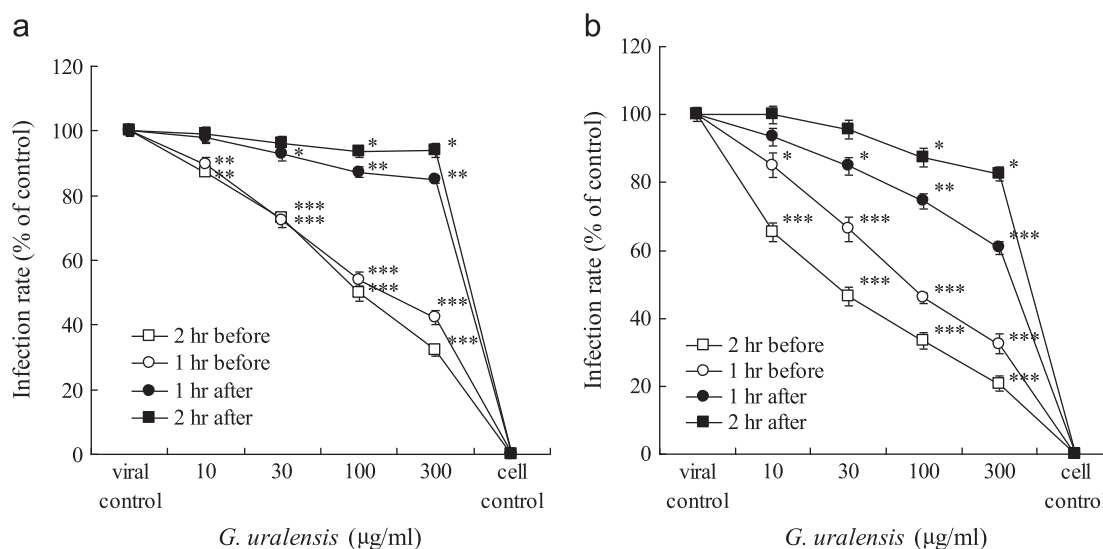 a
120
100
80
60
40
20
0
Infection rate (% of control)
**
**
***
***
*
***
***
*
**
***
***
*
**
2 hr before
1 hr before
1 hr after
2 hr after
viral control
10
30
100
300
cell control
G. uralensis (μg/ml)
b
120
100
80
60
40
20
0
Infection rate (% of control)
*
***
*
***
***
*
**
***
***
*
***
***
***
2 hr before
1 hr before
1 hr after
2 hr after
viral control
10
30
100
300
cell control
G. uralensis (μg/ml)